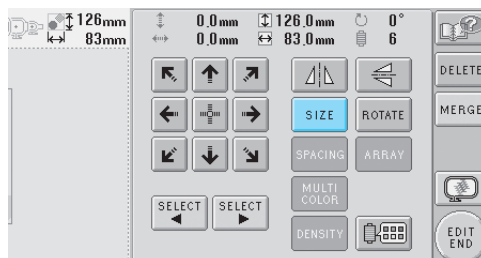 126mm
83mm
0.0mm 126.0mm 0°
0.0mm 83.0mm 6
DELETE
SIZE ROTATE
MERGE
SPACING ARRAY
MULTI
COLOR
SELECT SELECT
DENSITY
EDIT
END